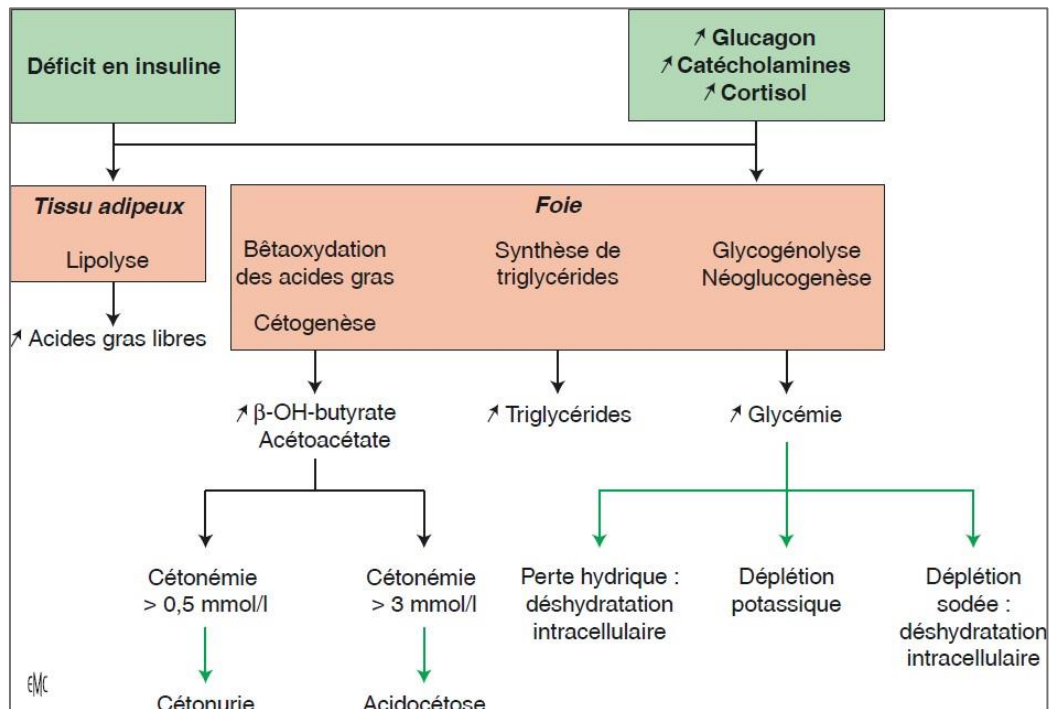 Déficit en insuline
↗ Glucagon
↗ Catécholamines
↗ Cortisol
Tissu adipeux
Lipolyse
↗ Acides gras libres
Foie
Bêtaoxydation
des acides gras
Cétogenèse
Synthèse de
triglycérides
Glycogénolyse
Néoglucogenèse
↗ β-OH-butyrate
Acétoacétate
↗ Triglycérides
↗ Glycémie
Cétonémie
> 0,5 mmol/l
Cétonémie
> 3 mmol/l
Perte hydrique :
déshydratation
intracellulaire
Déplétion
potassique
Déplétion
sodée :
déshydratation
intracellulaire
Cétonurie
Acidocétose
EMC